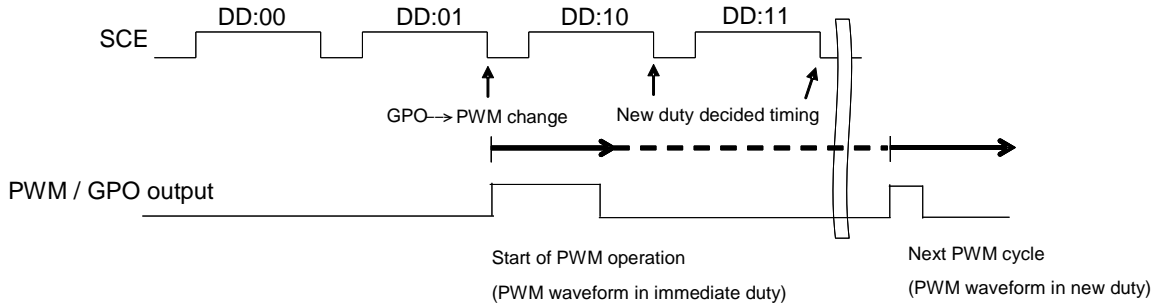 DD:00 DD:01 DD:10 DD:11
SCE
GPO--→ PWM change New duty decided timing
PWM / GPO output
Start of PWM operation
(PWM waveform in immediate duty)
Next PWM cycle
(PWM waveform in new duty)